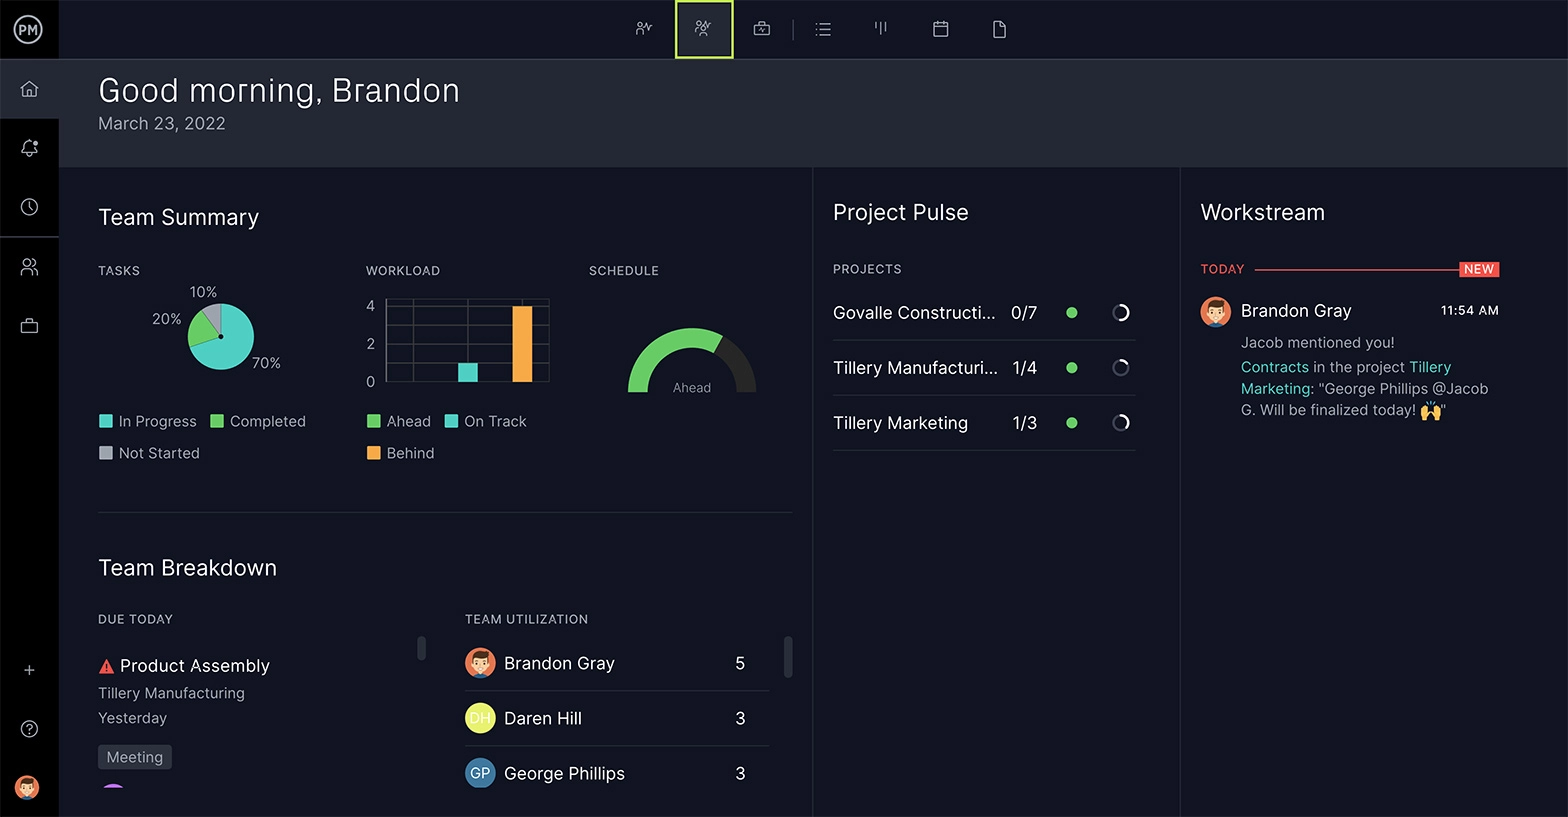 PM
Good morning, Brandon
March 23, 2022
Team Summary
TASKS
10%
20%
70%
In Progress
Completed
Not Started
WORKLOAD
4
2
0
Ahead
On Track
Behind
SCHEDULE
Ahead
Team Breakdown
DUE TODAY
Product Assembly
Tillery Manufacturing
Yesterday
Meeting
TEAM UTILIZATION
Brandon Gray 5
DH Daren Hill 3
GP George Phillips 3
Project Pulse
PROJECTS
Govalle Constructi... 0/7
Tillery Manufacturi... 1/4
Tillery Marketing 1/3
Workstream
TODAY NEW
Brandon Gray 11:54 AM
Jacob mentioned you!
Contracts in the project Tillery
Marketing: "George Phillips @Jacob
G. Will be finalized today! 🙌"